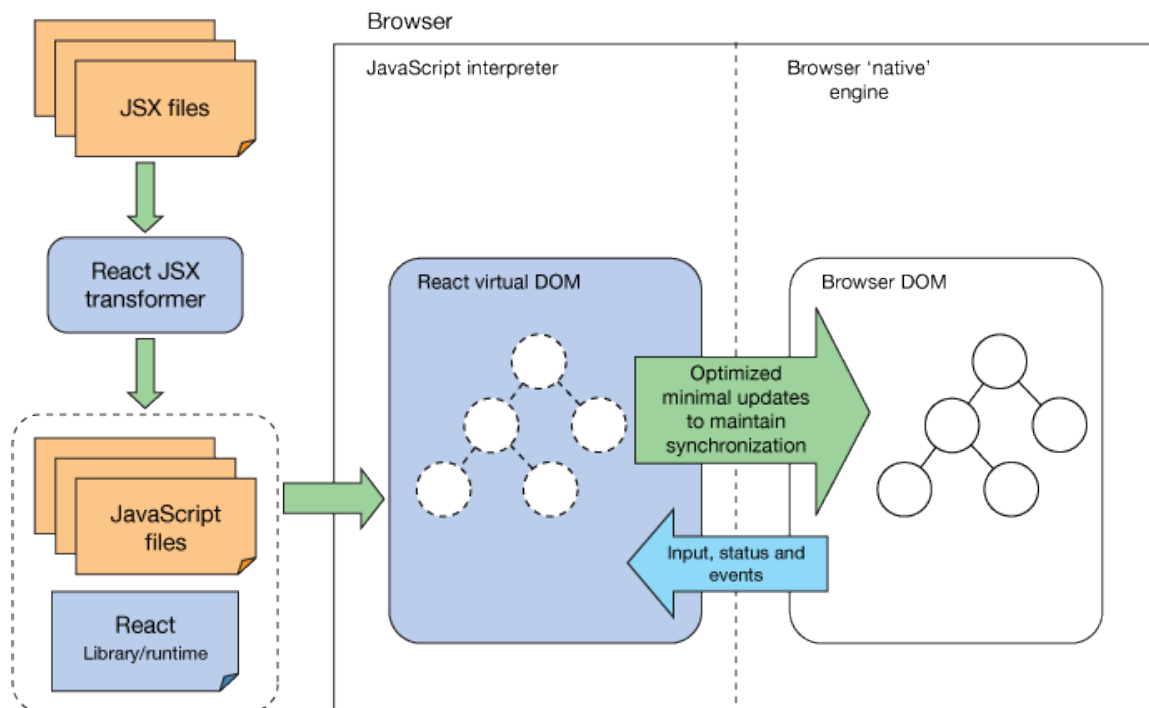 Browser
JSX files
JavaScript interpreter
Browser ‘native’
engine
React JSX
transformer
React virtual DOM
Browser DOM
Optimized
minimal updates
to maintain
synchronization
JavaScript
files
Input, status and
events
React
Library/runtime